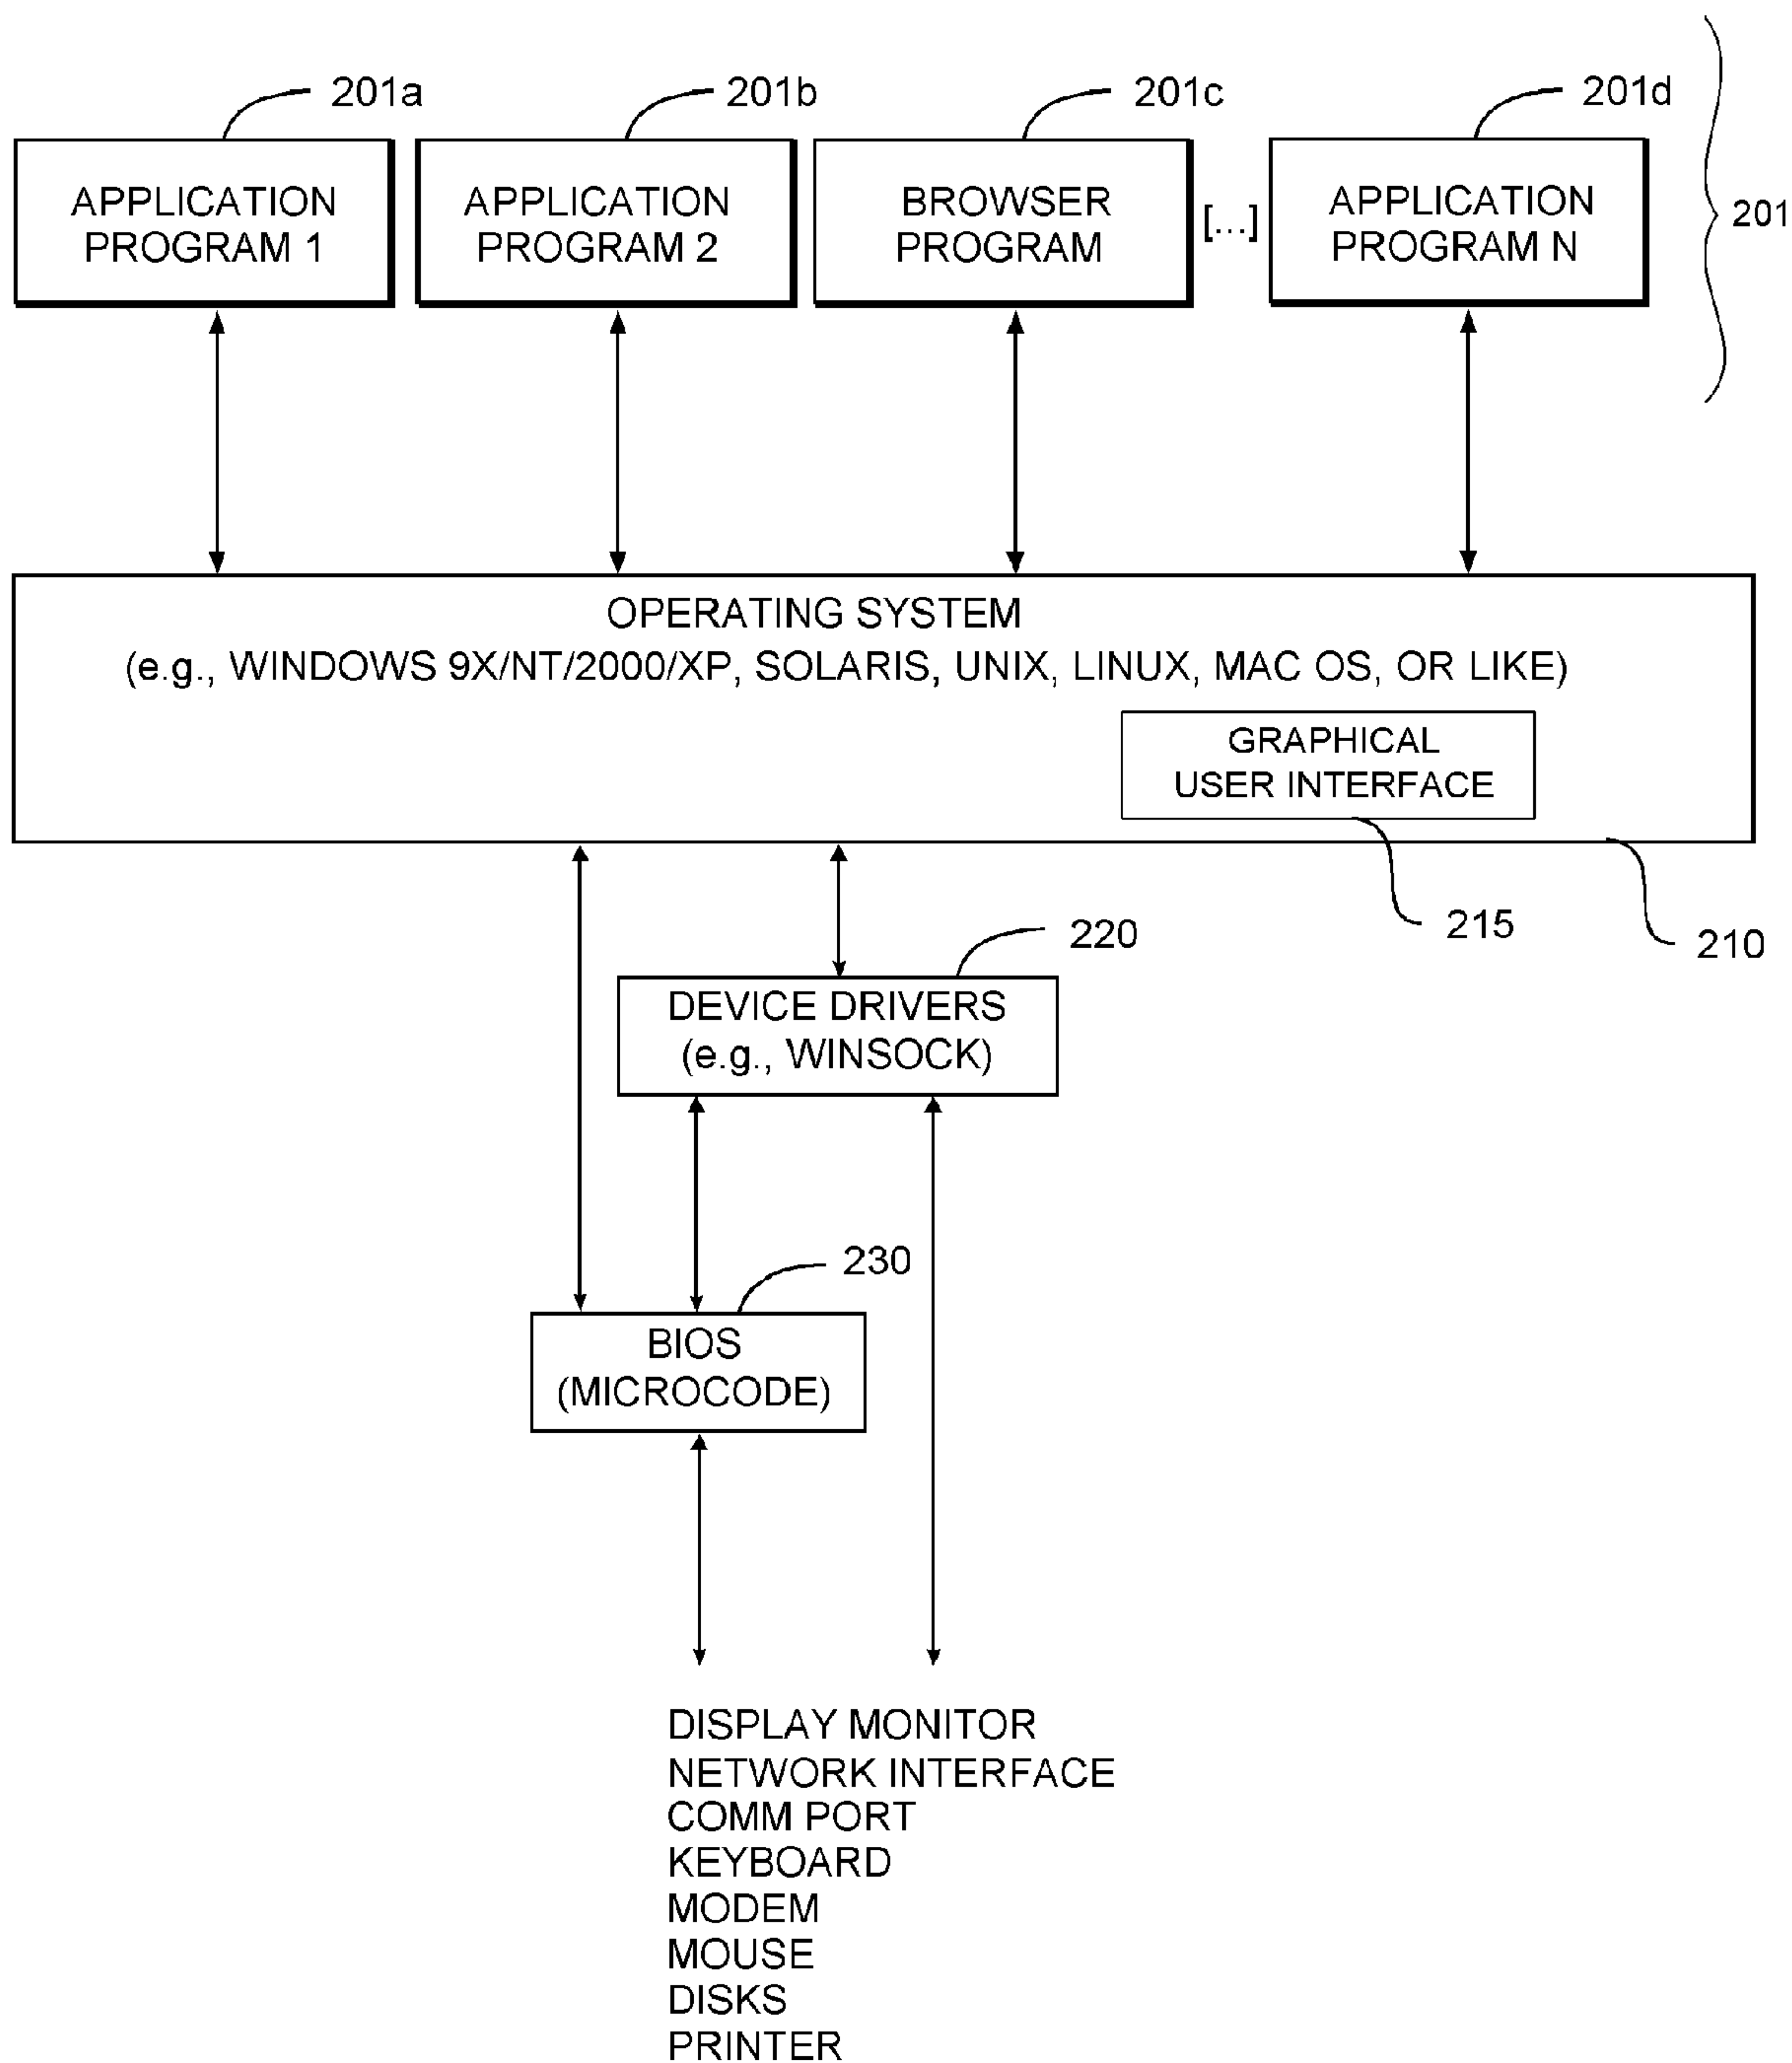 201a
201b
201c
201d
APPLICATION
PROGRAM 1
APPLICATION
PROGRAM 2
BROWSER
PROGRAM
[...]
APPLICATION
PROGRAM N
201
OPERATING SYSTEM
(e.g., WINDOWS 9X/NT/2000/XP, SOLARIS, UNIX, LINUX, MAC OS, OR LIKE)
GRAPHICAL
USER INTERFACE
215
210
220
DEVICE DRIVERS
(e.g., WINSOCK)
230
BIOS
(MICROCODE)
DISPLAY MONITOR
NETWORK INTERFACE
COMM PORT
KEYBOARD
MODEM
MOUSE
DISKS
PRINTER